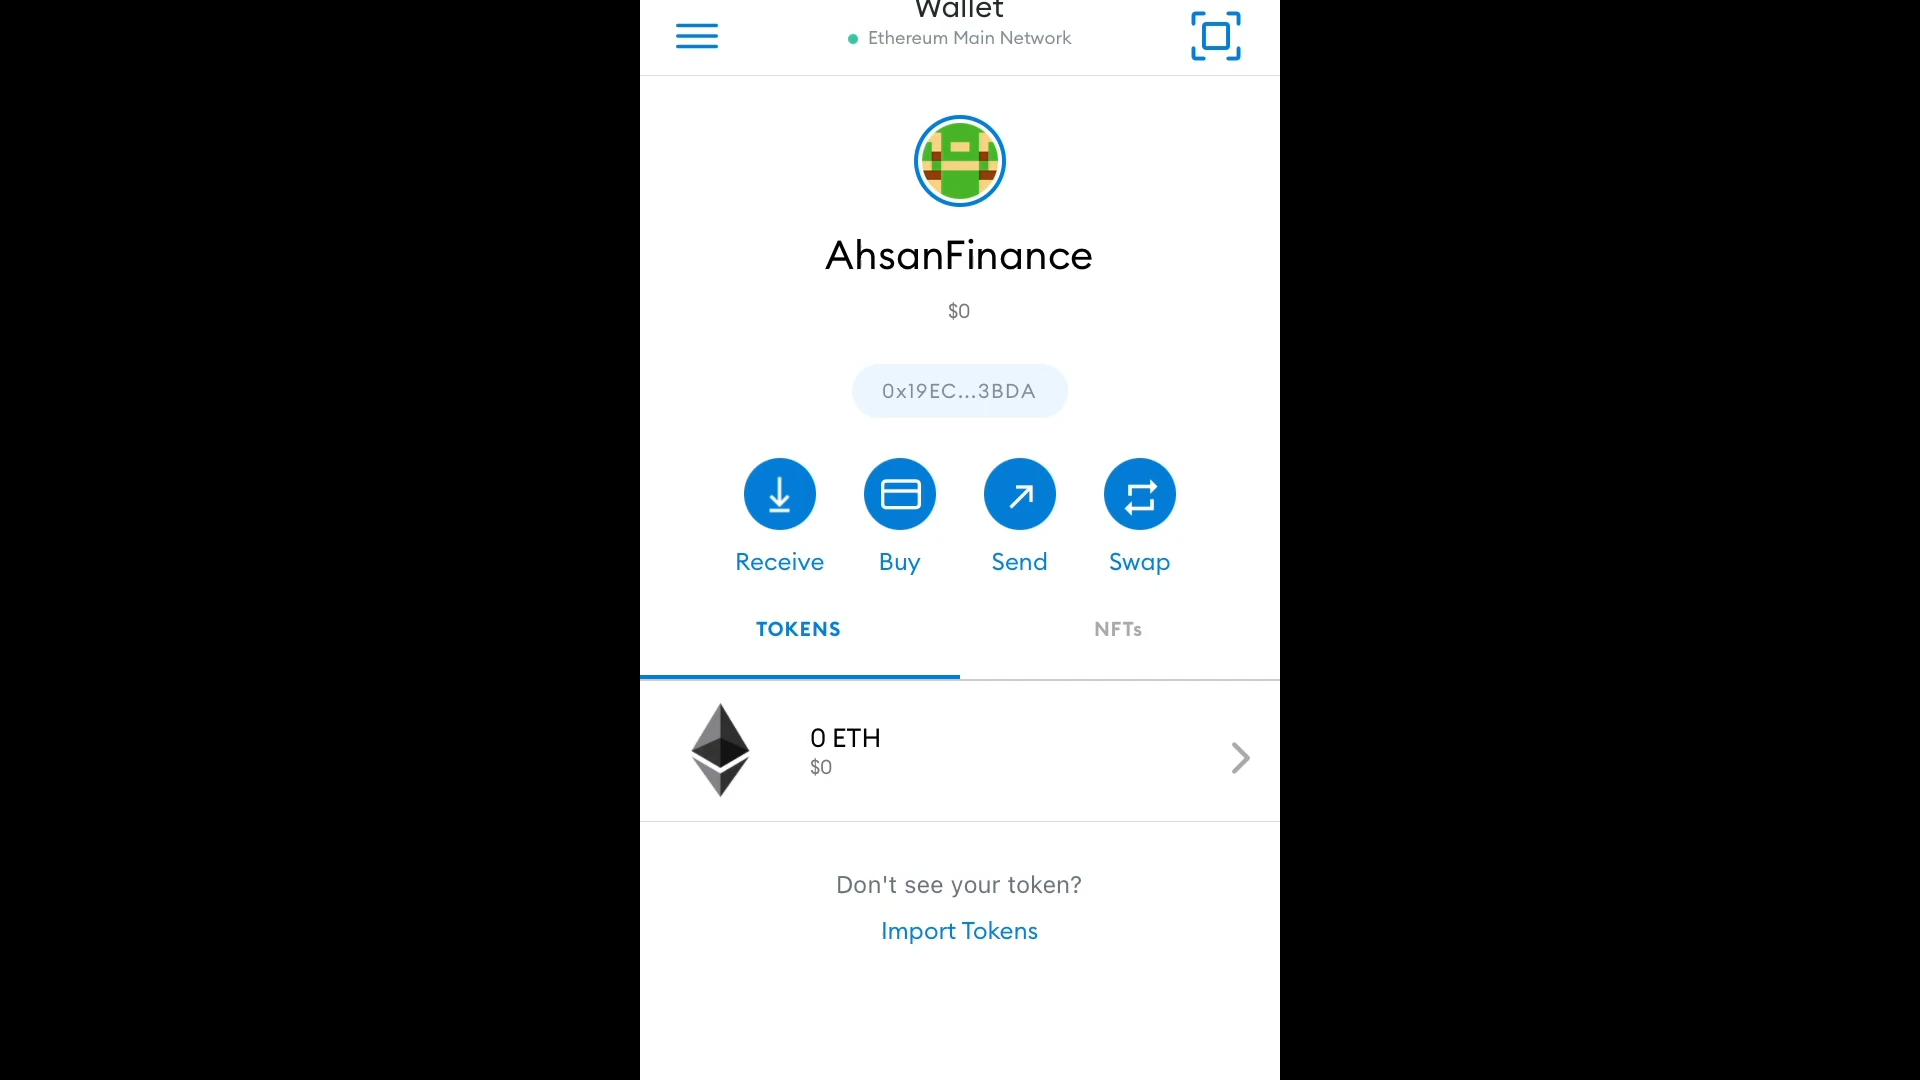 Wallet
Ethereum Main Network
AhsanFinance
$0
0x19EC...3BDA
Receive Buy Send Swap
TOKENS NFTs
0 ETH
$0
Don't see your token?
Import Tokens